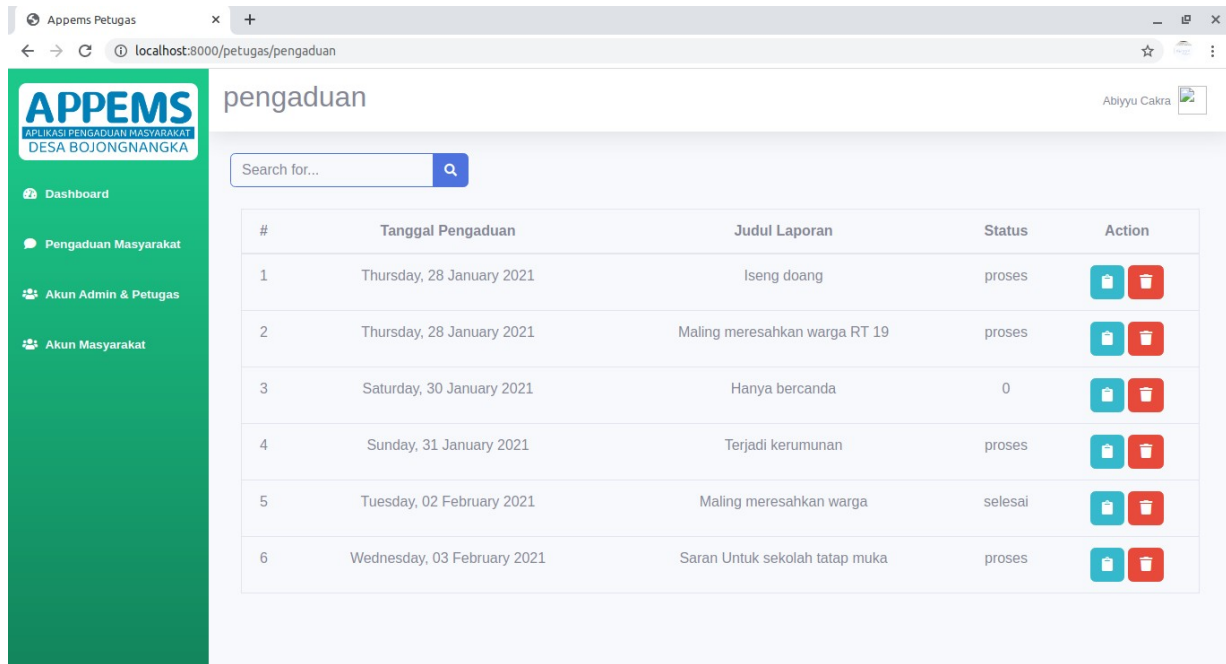 Appems Petugas
localhost:8000/petugas/pengaduan
APPEMS
APLIKASI PENGADUAN MASYARAKAT
DESA BOJONGNANGKA
Dashboard
Pengaduan Masyarakat
Akun Admin & Petugas
Akun Masyarakat
pengaduan
Abiyyu Cakra
Search for...
# Tanggal Pengaduan Judul Laporan Status Action
1 Thursday, 28 January 2021 Iseng doang proses
2 Thursday, 28 January 2021 Maling meresahkan warga RT 19 proses
3 Saturday, 30 January 2021 Hanya bercanda 0
4 Sunday, 31 January 2021 Terjadi kerumunan proses
5 Tuesday, 02 February 2021 Maling meresahkan warga selesai
6 Wednesday, 03 February 2021 Saran Untuk sekolah tatap muka proses